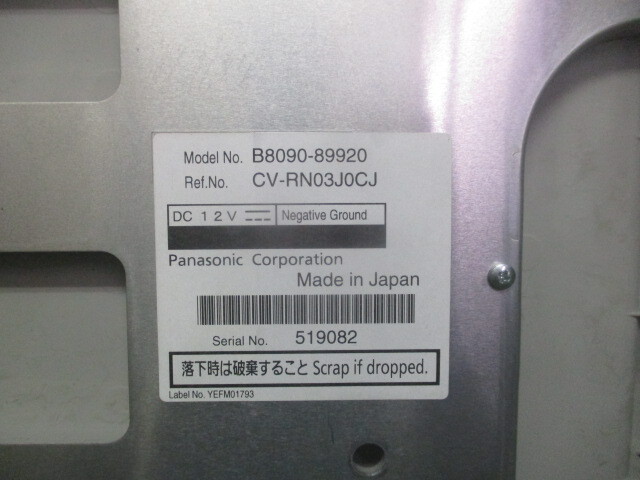 Model No. B8090-89920
Ref.No. CV-RN03J0CJ
DC 12V Negative Ground
Panasonic Corporation
Made in Japan
Serial No. 519082
落下時は破棄すること Scrap if dropped.
Label No. YEFM01793